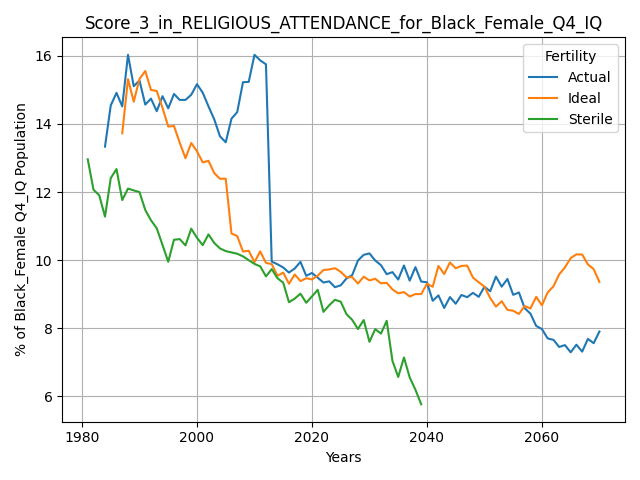 Score_3_in_RELIGIOUS_ATTENDANCE_for_Black_Female_Q4_IQ
Fertility
Actual
Ideal
Sterile
% of Black_Female Q4_IQ Population
16
14
12
10
8
6
1980
2000
2020
2040
2060
Years